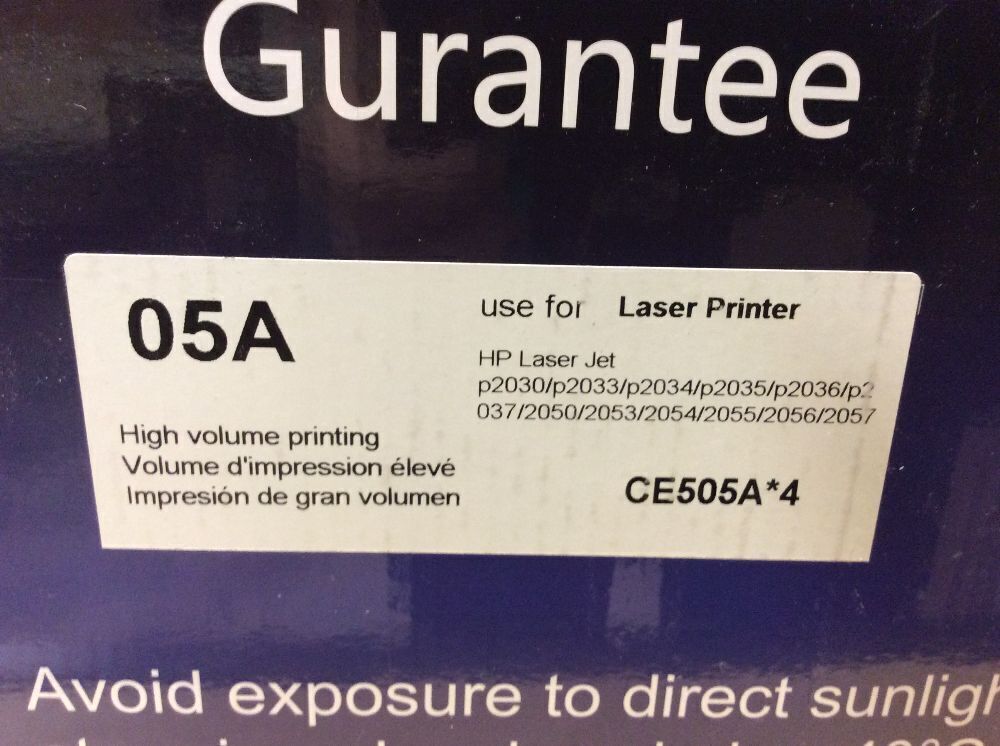 Gurantee
05A
use for Laser Printer
HP Laser Jet
p2030/p2033/p2034/p2035/p2036/p2
037/2050/2053/2054/2055/2056/2057
High volume printing
Volume d'impression élevé
Impresión de gran volumen
CE505A*4
Avoid exposure to direct